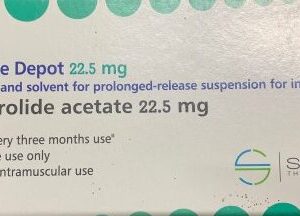 e Depot 22.5 mg
and solvent for prolonged-release suspension for in
rolide acetate 22.5 mg
ery three months use"
e use only
ntramuscular use
S
TH